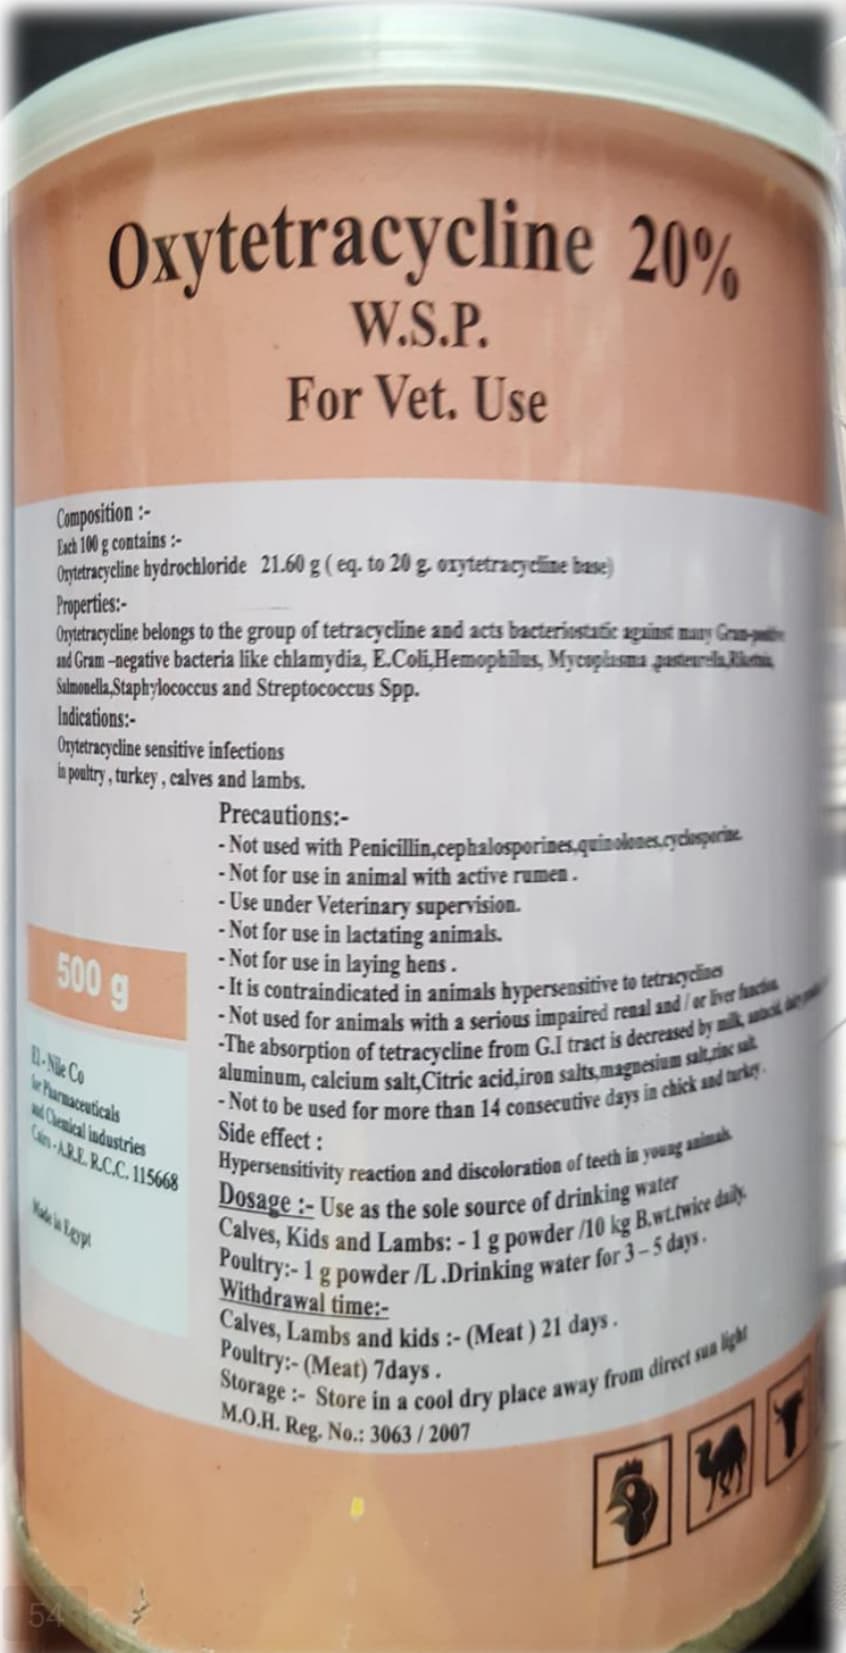 Oxytetracycline 20%
W.S.P.
For Vet. Use
Composition :-
Each 100 g contains :-
Oxytetracycline hydrochloride 21.60 g ( eq. to 20 g. oxytetracycline base)
Properties:-
Oxytetracycline belongs to the group of tetracycline and acts bacteriostatic against many Gram-positive
and Gram –negative bacteria like chlamydia, E.Coli,Hemophilus, Mycoplasma ,pasteurella,
Salmonella,Staphylococcus and Streptococcus Spp.
Indications:-
Oxytetracycline sensitive infections
in poultry , turkey , calves and lambs.
Precautions:-
- Not used with Penicillin,cephalosporines,quinolones,cyclosporine.
- Not for use in animal with active rumen .
- Use under Veterinary supervision.
- Not for use in lactating animals.
- Not for use in laying hens .
- It is contraindicated in animals hypersensitive to tetracyclines
- Not used for animals with a serious impaired renal and / or liver function.
-The absorption of tetracycline from G.I tract is decreased by milk, antacid,
aluminum, calcium salt,Citric acid,iron salts,magnesium salt,zinc salt.
- Not to be used for more than 14 consecutive days in chick and turkey .
Side effect :
Hypersensitivity reaction and discoloration of teeth in young animals.
Dosage :- Use as the sole source of drinking water
Calves, Kids and Lambs: - 1 g powder /10 kg B.wt.twice daily.
Poultry:- 1 g powder /L .Drinking water for 3 – 5 days .
Withdrawal time:-
Calves, Lambs and kids :- (Meat ) 21 days .
Poultry:- (Meat) 7days .
Storage :- Store in a cool dry place away from direct sun light
M.O.H. Reg. No.: 3063 / 2007
500 g
El - Nile Co
for Pharmaceuticals
and Chemical industries
Cairo - A.R.E. R.C.C. 115668
Made in Egypt
54